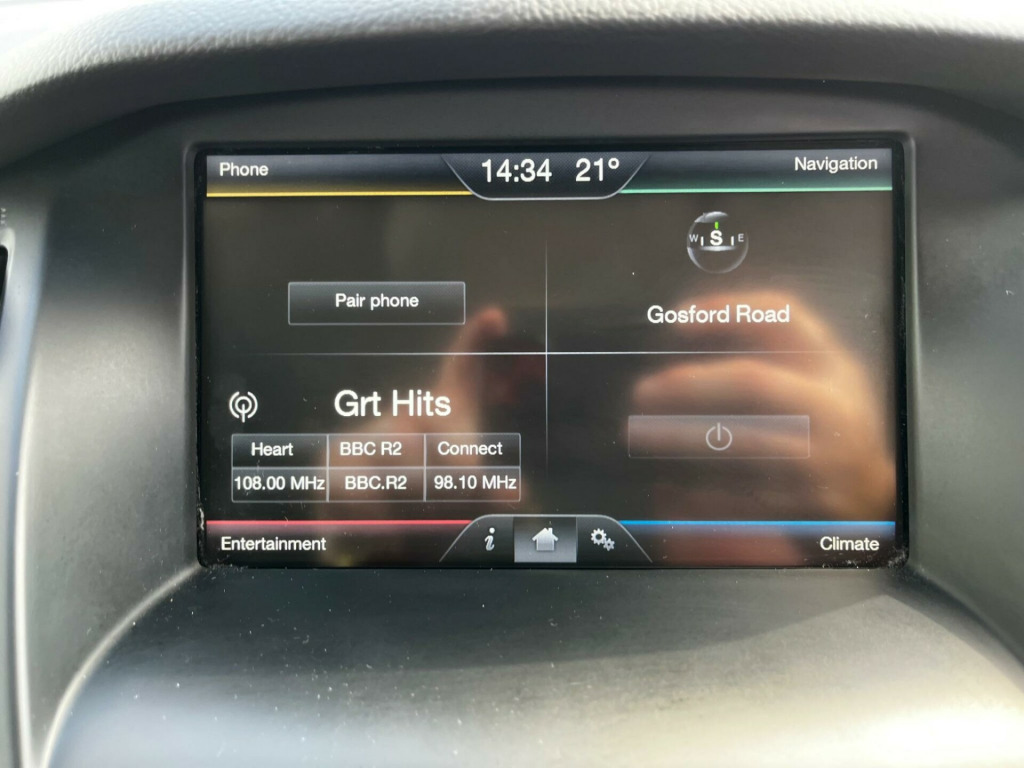 Phone
14:34 21°
Navigation
W S E
Pair phone
Gosford Road
Grt Hits
Heart BBC R2 Connect
108.00 MHz BBC.R2 98.10 MHz
Entertainment
i
Climate